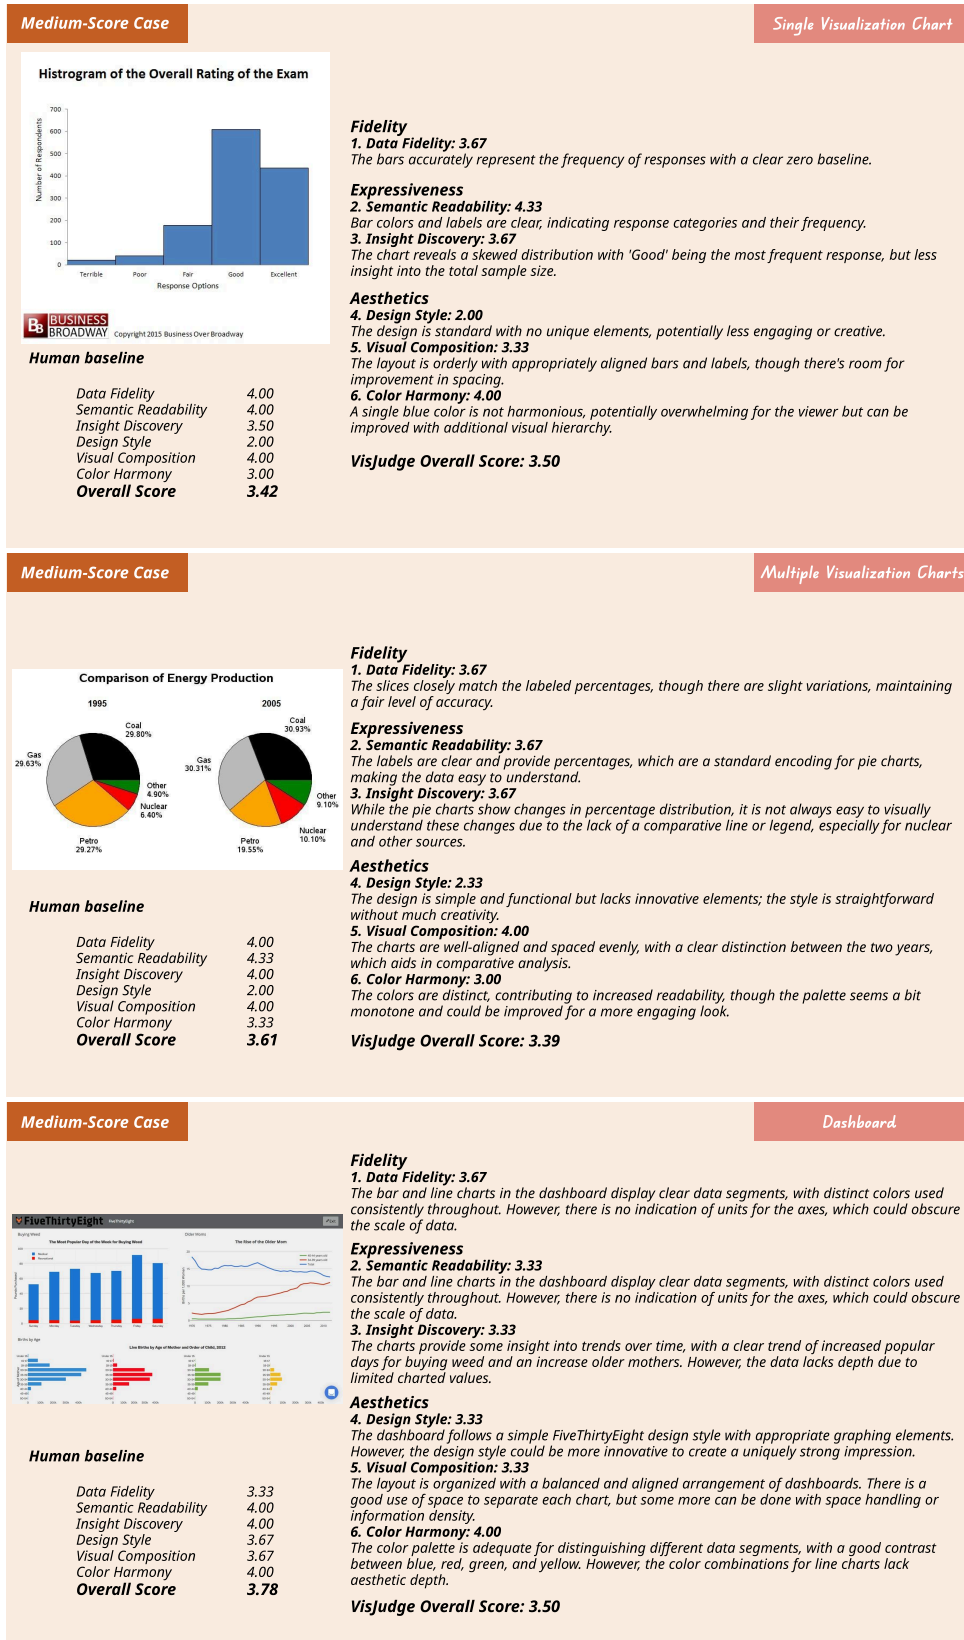 Medium-Score Case
Single Visualization Chart
Histrogram of the Overall Rating of the Exam
Number of Respondents
700
600
500
400
300
200
100
0
Terrible Poor Fair Good Excellent
Response Options
BB BUSINESS BROADWAY
Copyright 2015 Business Over Broadway
Human baseline
Data Fidelity 4.00
Semantic Readability 4.00
Insight Discovery 3.50
Design Style 2.00
Visual Composition 4.00
Color Harmony 3.00
Overall Score 3.42
Fidelity
1. Data Fidelity: 3.67
The bars accurately represent the frequency of responses with a clear zero baseline.
Expressiveness
2. Semantic Readability: 4.33
Bar colors and labels are clear, indicating response categories and their frequency.
3. Insight Discovery: 3.67
The chart reveals a skewed distribution with 'Good' being the most frequent response, but less
insight into the total sample size.
Aesthetics
4. Design Style: 2.00
The design is standard with no unique elements, potentially less engaging or creative.
5. Visual Composition: 3.33
The layout is orderly with appropriately aligned bars and labels, though there's room for
improvement in spacing.
6. Color Harmony: 4.00
A single blue color is not harmonious, potentially overwhelming for the viewer but can be
improved with additional visual hierarchy.
VisJudge Overall Score: 3.50
Medium-Score Case
Multiple Visualization Charts
Comparison of Energy Production
1995
Coal
29.80%
Gas
29.63%
Other
4.90%
Nuclear
6.40%
Petro
29.27%
2005
Coal
30.93%
Gas
30.31%
Other
9.10%
Nuclear
10.10%
Petro
19.55%
Human baseline
Data Fidelity 4.00
Semantic Readability 4.33
Insight Discovery 4.00
Design Style 2.00
Visual Composition 4.00
Color Harmony 3.33
Overall Score 3.61
Fidelity
1. Data Fidelity: 3.67
The slices closely match the labeled percentages, though there are slight variations, maintaining
a fair level of accuracy.
Expressiveness
2. Semantic Readability: 3.67
The labels are clear and provide percentages, which are a standard encoding for pie charts,
making the data easy to understand.
3. Insight Discovery: 3.67
While the pie charts show changes in percentage distribution, it is not always easy to visually
understand these changes due to the lack of a comparative line or legend, especially for nuclear
and other sources.
Aesthetics
4. Design Style: 2.33
The design is simple and functional but lacks innovative elements; the style is straightforward
without much creativity.
5. Visual Composition: 4.00
The charts are well-aligned and spaced evenly, with a clear distinction between the two years,
which aids in comparative analysis.
6. Color Harmony: 3.00
The colors are distinct, contributing to increased readability, though the palette seems a bit
monotone and could be improved for a more engaging look.
VisJudge Overall Score: 3.39
Medium-Score Case
Dashboard
FiveThirtyEight
FiveThirtyEight
Buying Weed
The Most Popular Day of the Week for Buying Weed
Older Moms
The Rise of the Older Mom
Births by Age
Live Births by Age of Mother and Order of Child, 2013
Human baseline
Data Fidelity 3.33
Semantic Readability 4.00
Insight Discovery 4.00
Design Style 3.67
Visual Composition 3.67
Color Harmony 4.00
Overall Score 3.78
Fidelity
1. Data Fidelity: 3.67
The bar and line charts in the dashboard display clear data segments, with distinct colors used
consistently throughout. However, there is no indication of units for the axes, which could obscure
the scale of data.
Expressiveness
2. Semantic Readability: 3.33
The bar and line charts in the dashboard display clear data segments, with distinct colors used
consistently throughout. However, there is no indication of units for the axes, which could obscure
the scale of data.
3. Insight Discovery: 3.33
The charts provide some insight into trends over time, with a clear trend of increased popular
days for buying weed and an increase older mothers. However, the data lacks depth due to
limited charted values.
Aesthetics
4. Design Style: 3.33
The dashboard follows a simple FiveThirtyEight design style with appropriate graphing elements.
However, the design style could be more innovative to create a uniquely strong impression.
5. Visual Composition: 3.33
The layout is organized with a balanced and aligned arrangement of dashboards. There is a
good use of space to separate each chart, but some more can be done with space handling or
information density.
6. Color Harmony: 4.00
The color palette is adequate for distinguishing different data segments, with a good contrast
between blue, red, green, and yellow. However, the color combinations for line charts lack
aesthetic depth.
VisJudge Overall Score: 3.50